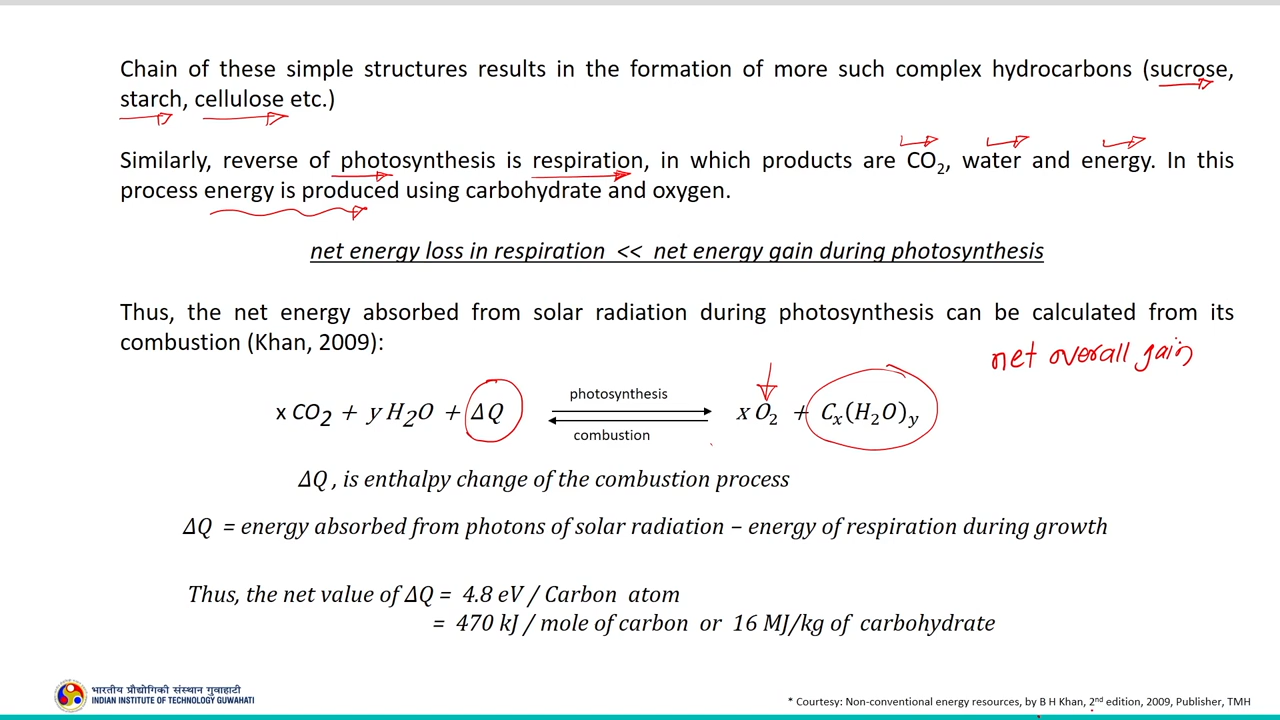 Chain of these simple structures results in the formation of more such complex hydrocarbons (sucrose,
starch, cellulose etc.)
Similarly, reverse of photosynthesis is respiration, in which products are CO₂, water and energy. In this
process energy is produced using carbohydrate and oxygen.
net energy loss in respiration << net energy gain during photosynthesis
Thus, the net energy absorbed from solar radiation during photosynthesis can be calculated from its
combustion (Khan, 2009):
net overall gain
photosynthesis
x CO₂ + y H₂O + ΔQ x O₂ + Cₓ(H₂O)ᵧ
combustion
ΔQ , is enthalpy change of the combustion process
ΔQ = energy absorbed from photons of solar radiation − energy of respiration during growth
Thus, the net value of ΔQ = 4.8 eV / Carbon atom
= 470 kJ / mole of carbon or 16 MJ/kg of carbohydrate
भारतीय प्रौद्योगिकी संस्थान गुवाहाटी
INDIAN INSTITUTE OF TECHNOLOGY GUWAHATI
* Courtesy: Non-conventional energy resources, by B H Khan, 2nd edition, 2009, Publisher, TMH